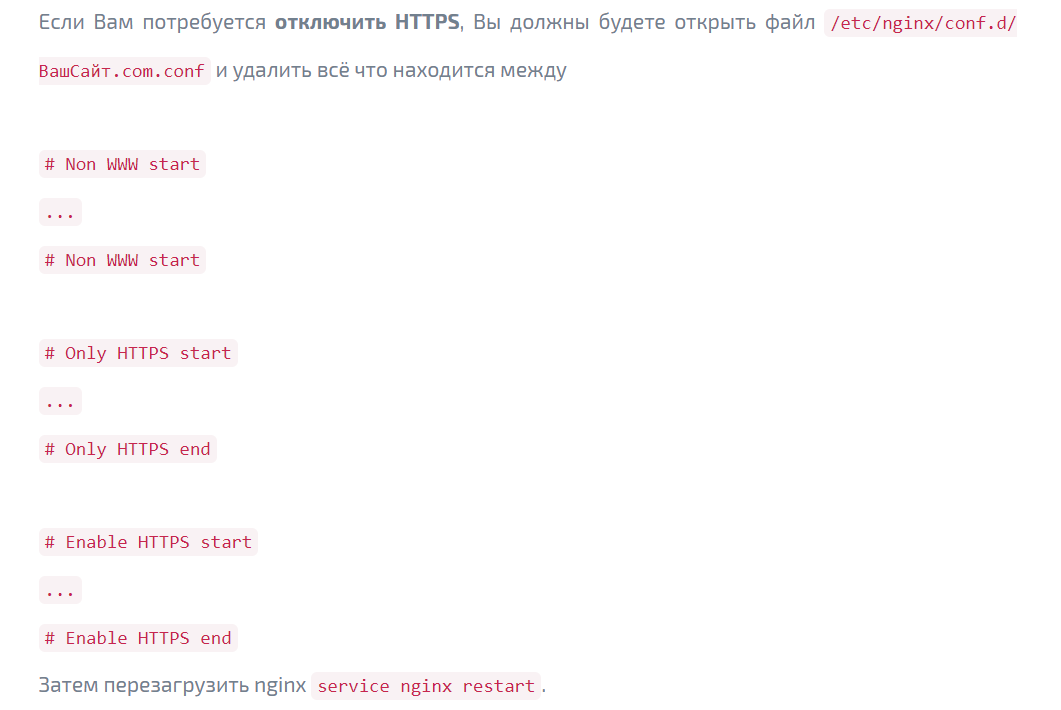 Если Вам потребуется отключить HTTPS, Вы должны будете открыть файл /etc/nginx/conf.d/
ВашСайт.com.conf и удалить всё что находится между
# Non WWW start
...
# Non WWW start
# Only HTTPS start
...
# Only HTTPS end
# Enable HTTPS start
...
# Enable HTTPS end
Затем перезагрузить nginx service nginx restart.